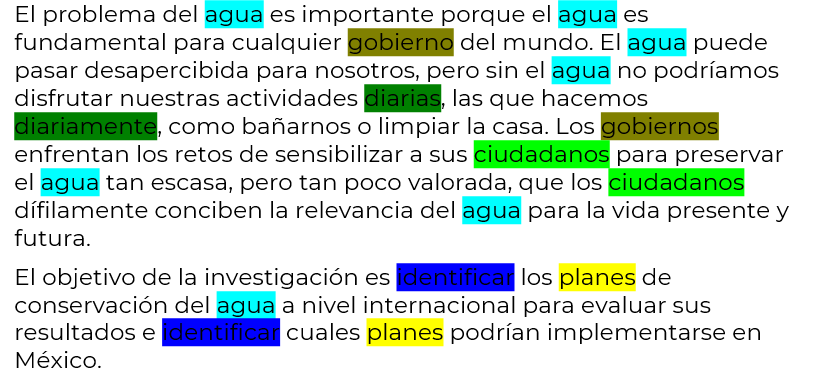 El problema del agua es importante porque el agua es
fundamental para cualquier gobierno del mundo. El agua puede
pasar desapercibida para nosotros, pero sin el agua no podríamos
disfrutar nuestras actividades diarias, las que hacemos
diariamente, como bañarnos o limpiar la casa. Los gobiernos
enfrentan los retos de sensibilizar a sus ciudadanos para preservar
el agua tan escasa, pero tan poco valorada, que los ciudadanos
dífilamente conciben la relevancia del agua para la vida presente y
futura.
El objetivo de la investigación es identificar los planes de
conservación del agua a nivel internacional para evaluar sus
resultados e identificar cuales planes podrían implementarse en
México.